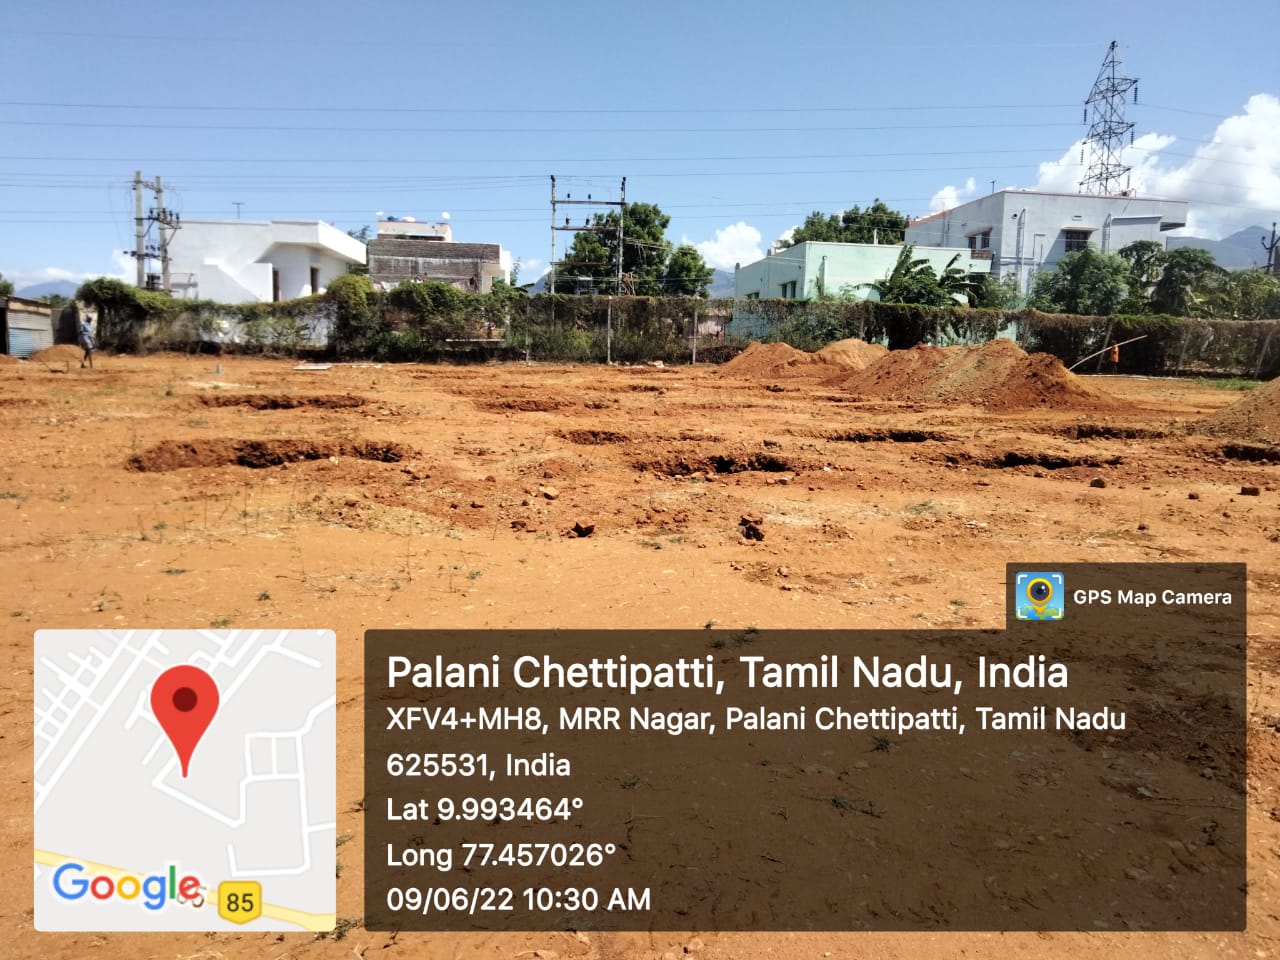 GPS Map Camera
Palani Chettipatti, Tamil Nadu, India
XFV4+MH8, MRR Nagar, Palani Chettipatti, Tamil Nadu
625531, India
Lat 9.993464°
Long 77.457026°
09/06/22 10:30 AM
Google
85